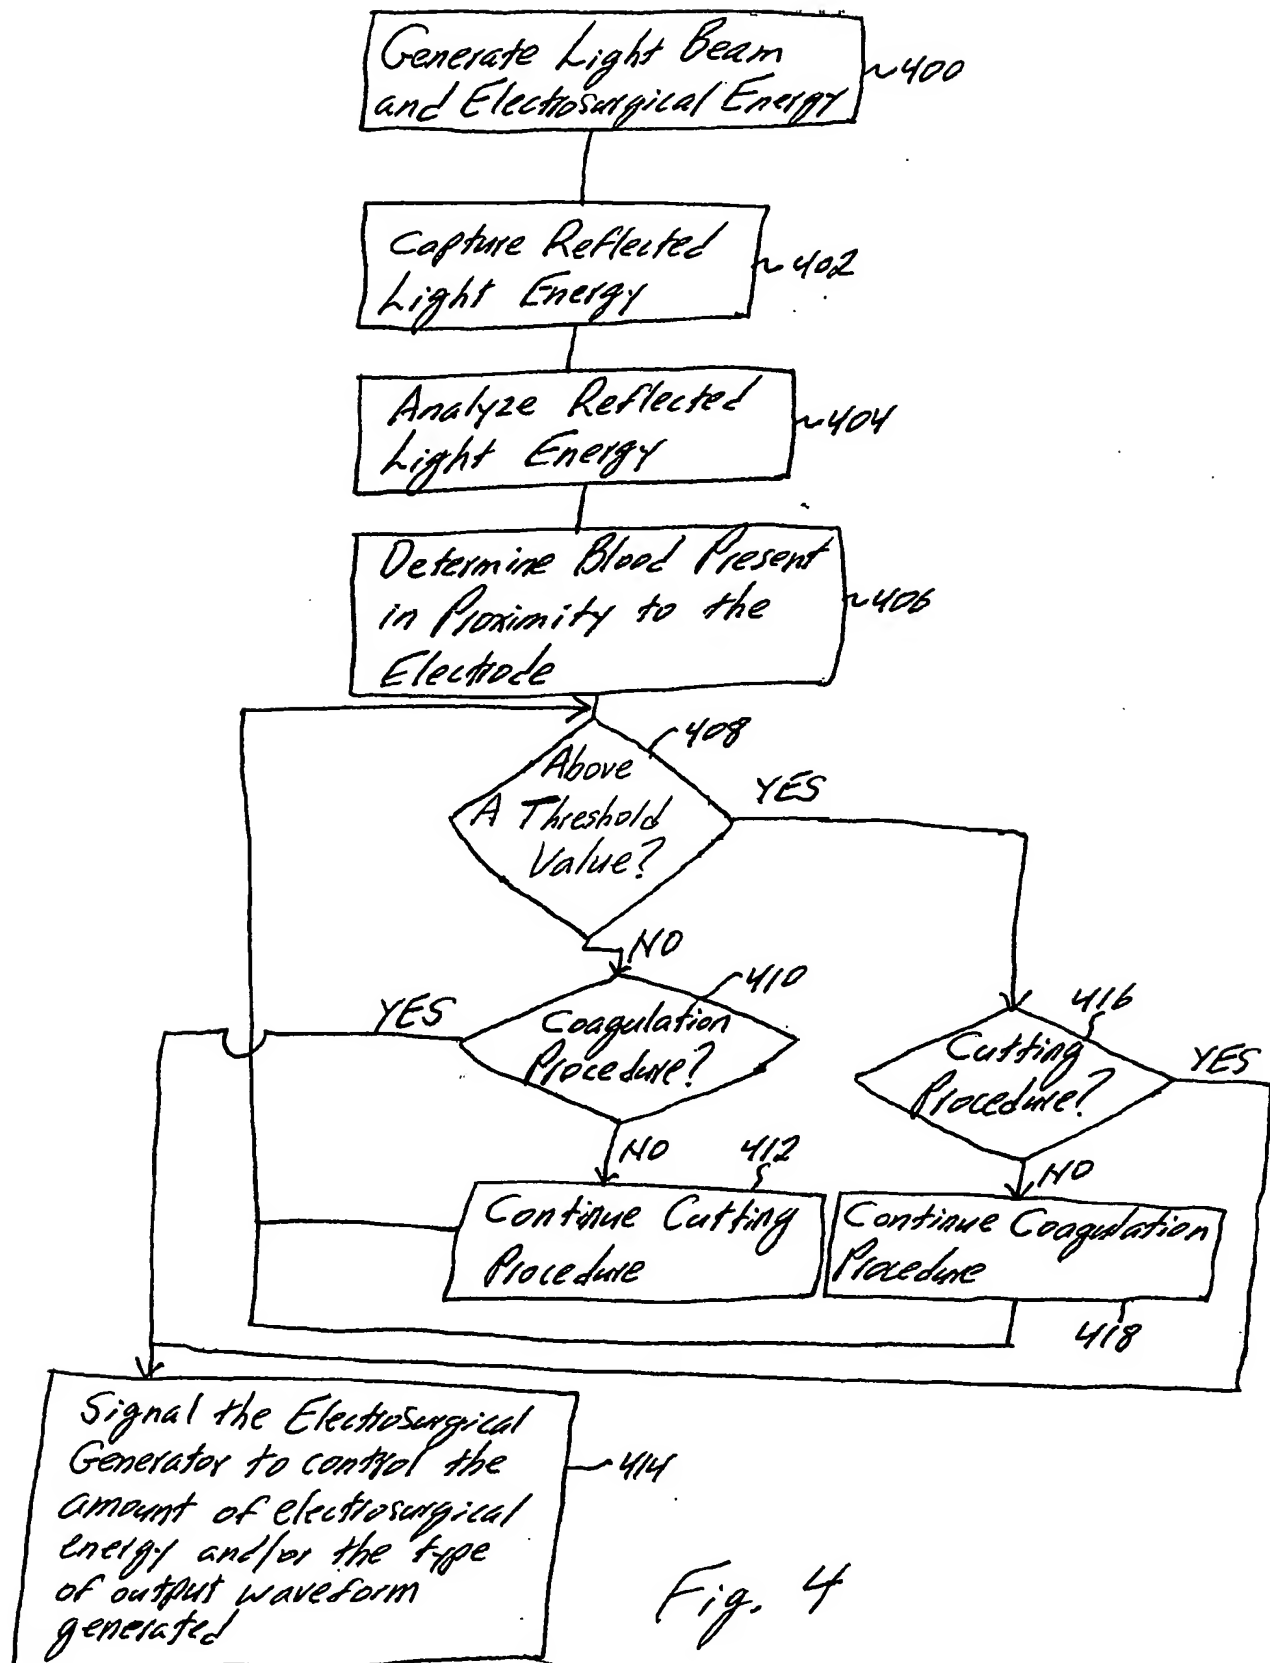 Generate Light Beam
and Electrosurgical Energy
~400
Capture Reflected
Light Energy
~402
Analyze Reflected
Light Energy
~404
Determine Blood Present
in Proximity to the
Electrode
~406
408
Above
A Threshold
Value?
YES
NO
410
YES
Coagulation
Procedure?
416
Cutting
Procedure?
YES
NO
412
NO
Continue Cutting
Procedure
Continue Coagulation
Procedure
418
Signal the Electrosurgical
Generator to control the
amount of electrosurgical
energy and/or the type
of output waveform
generated
414
Fig. 4